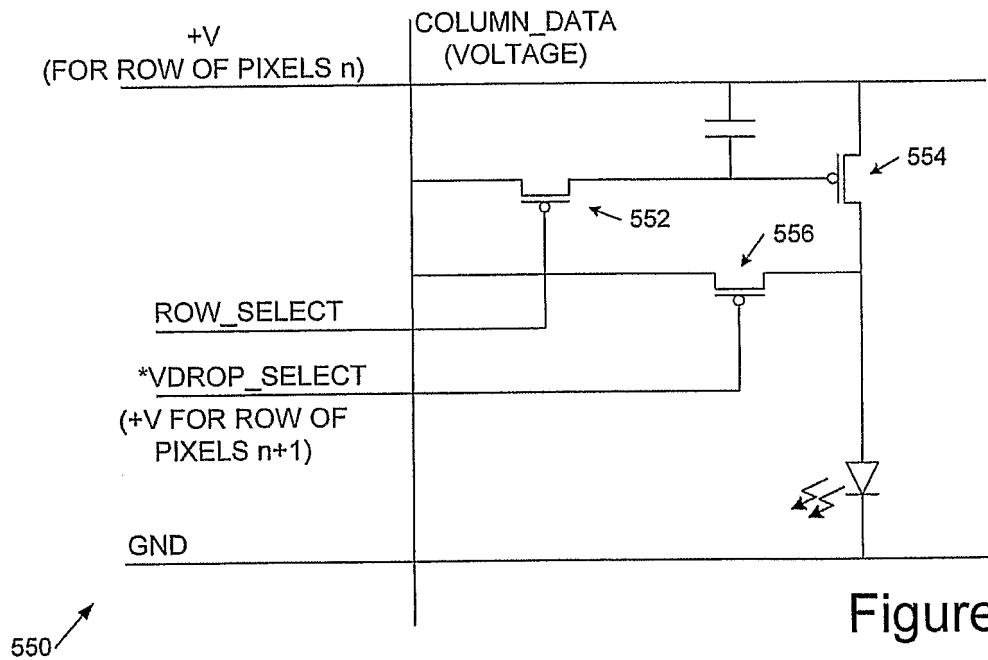 +V
(FOR ROW OF PIXELS n)
COLUMN_DATA
(VOLTAGE)
554
552
556
ROW_SELECT
*VDROP_SELECT
(+V FOR ROW OF
PIXELS n+1)
GND
550
Figure